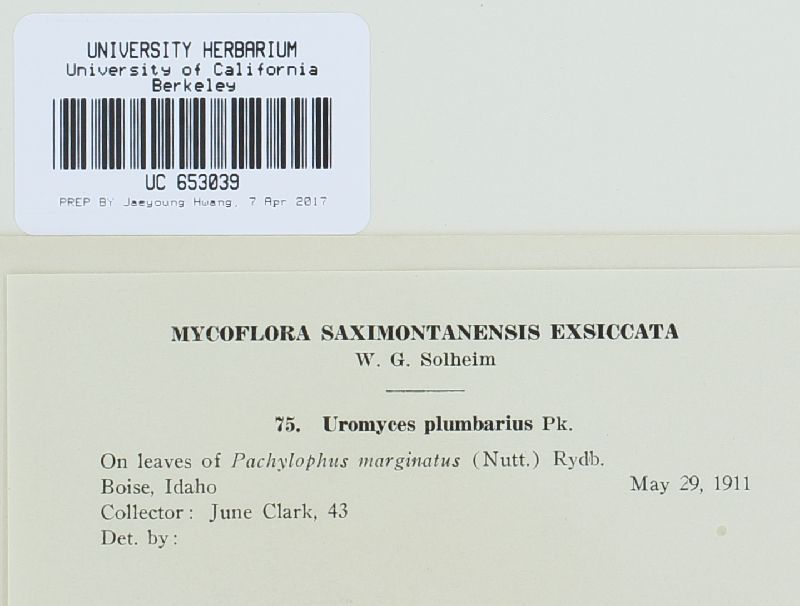 UNIVERSITY HERBARIUM
University of California
Berkeley
UC 653039
PREP BY Jaeyoung Hwang, 7 Apr 2017
MYCOFLORA SAXIMONTANENSIS EXSICCATA
W. G. Solheim
75. Uromyces plumbarius Pk.
On leaves of Pachylophus marginatus (Nutt.) Rydb.
Boise, Idaho May 29, 1911
Collector: June Clark, 43
Det. by: